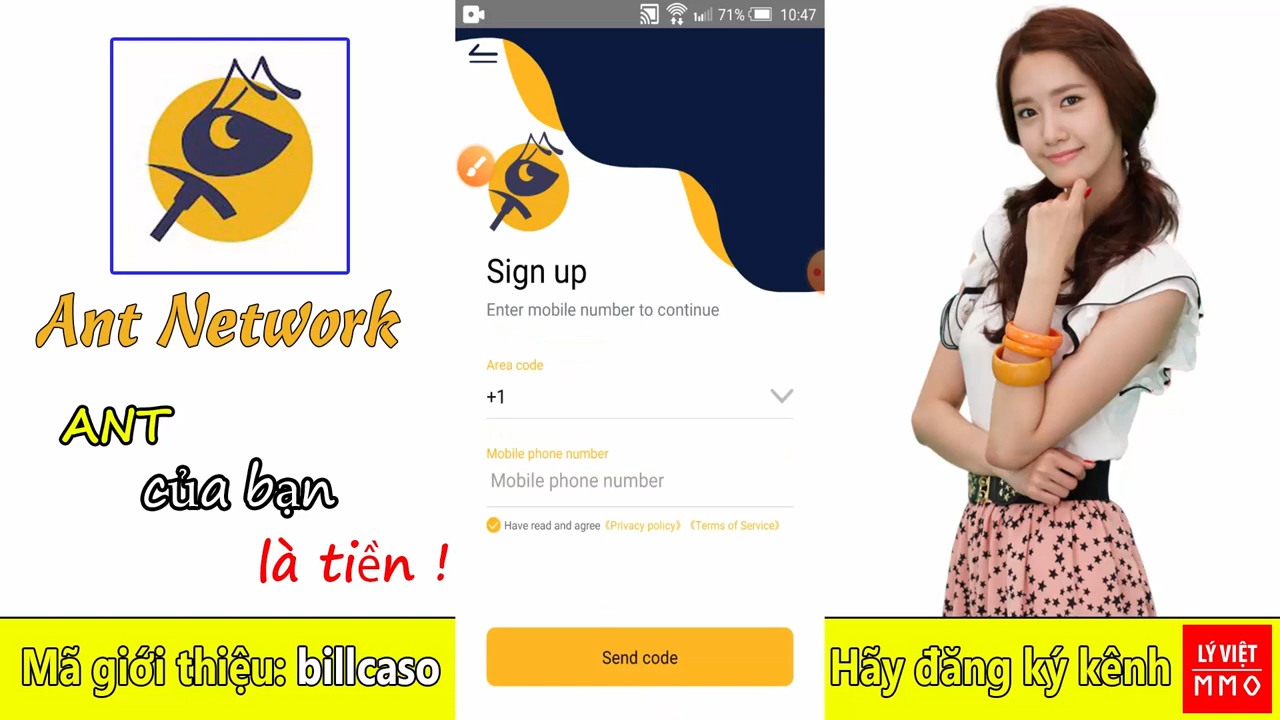 Ant Network
ANT
của bạn
là tiền !
Mã giới thiệu: billcaso
71% 10:47
Sign up
Enter mobile number to continue
Area code
+1
Mobile phone number
Mobile phone number
Have read and agree 《Privacy policy》 《Terms of Service》
Send code
Hãy đăng ký kênh
LÝ VIỆT
MMO